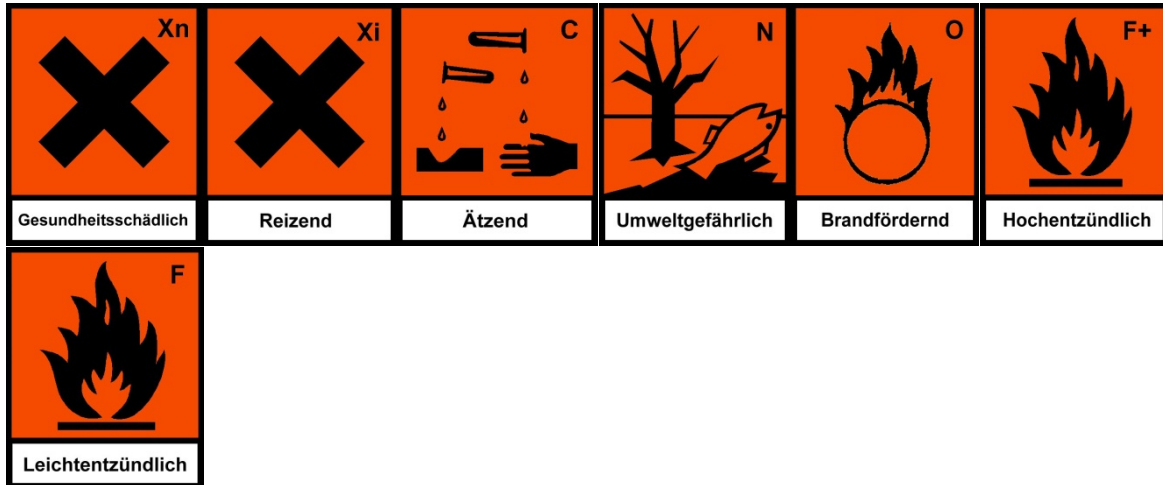 Xn
Xi
C
N
O
F+
Gesundheitsschädlich
Reizend
Ätzend
Umweltgefährlich
Brandfördernd
Hochentzündlich
F
Leichtentzündlich